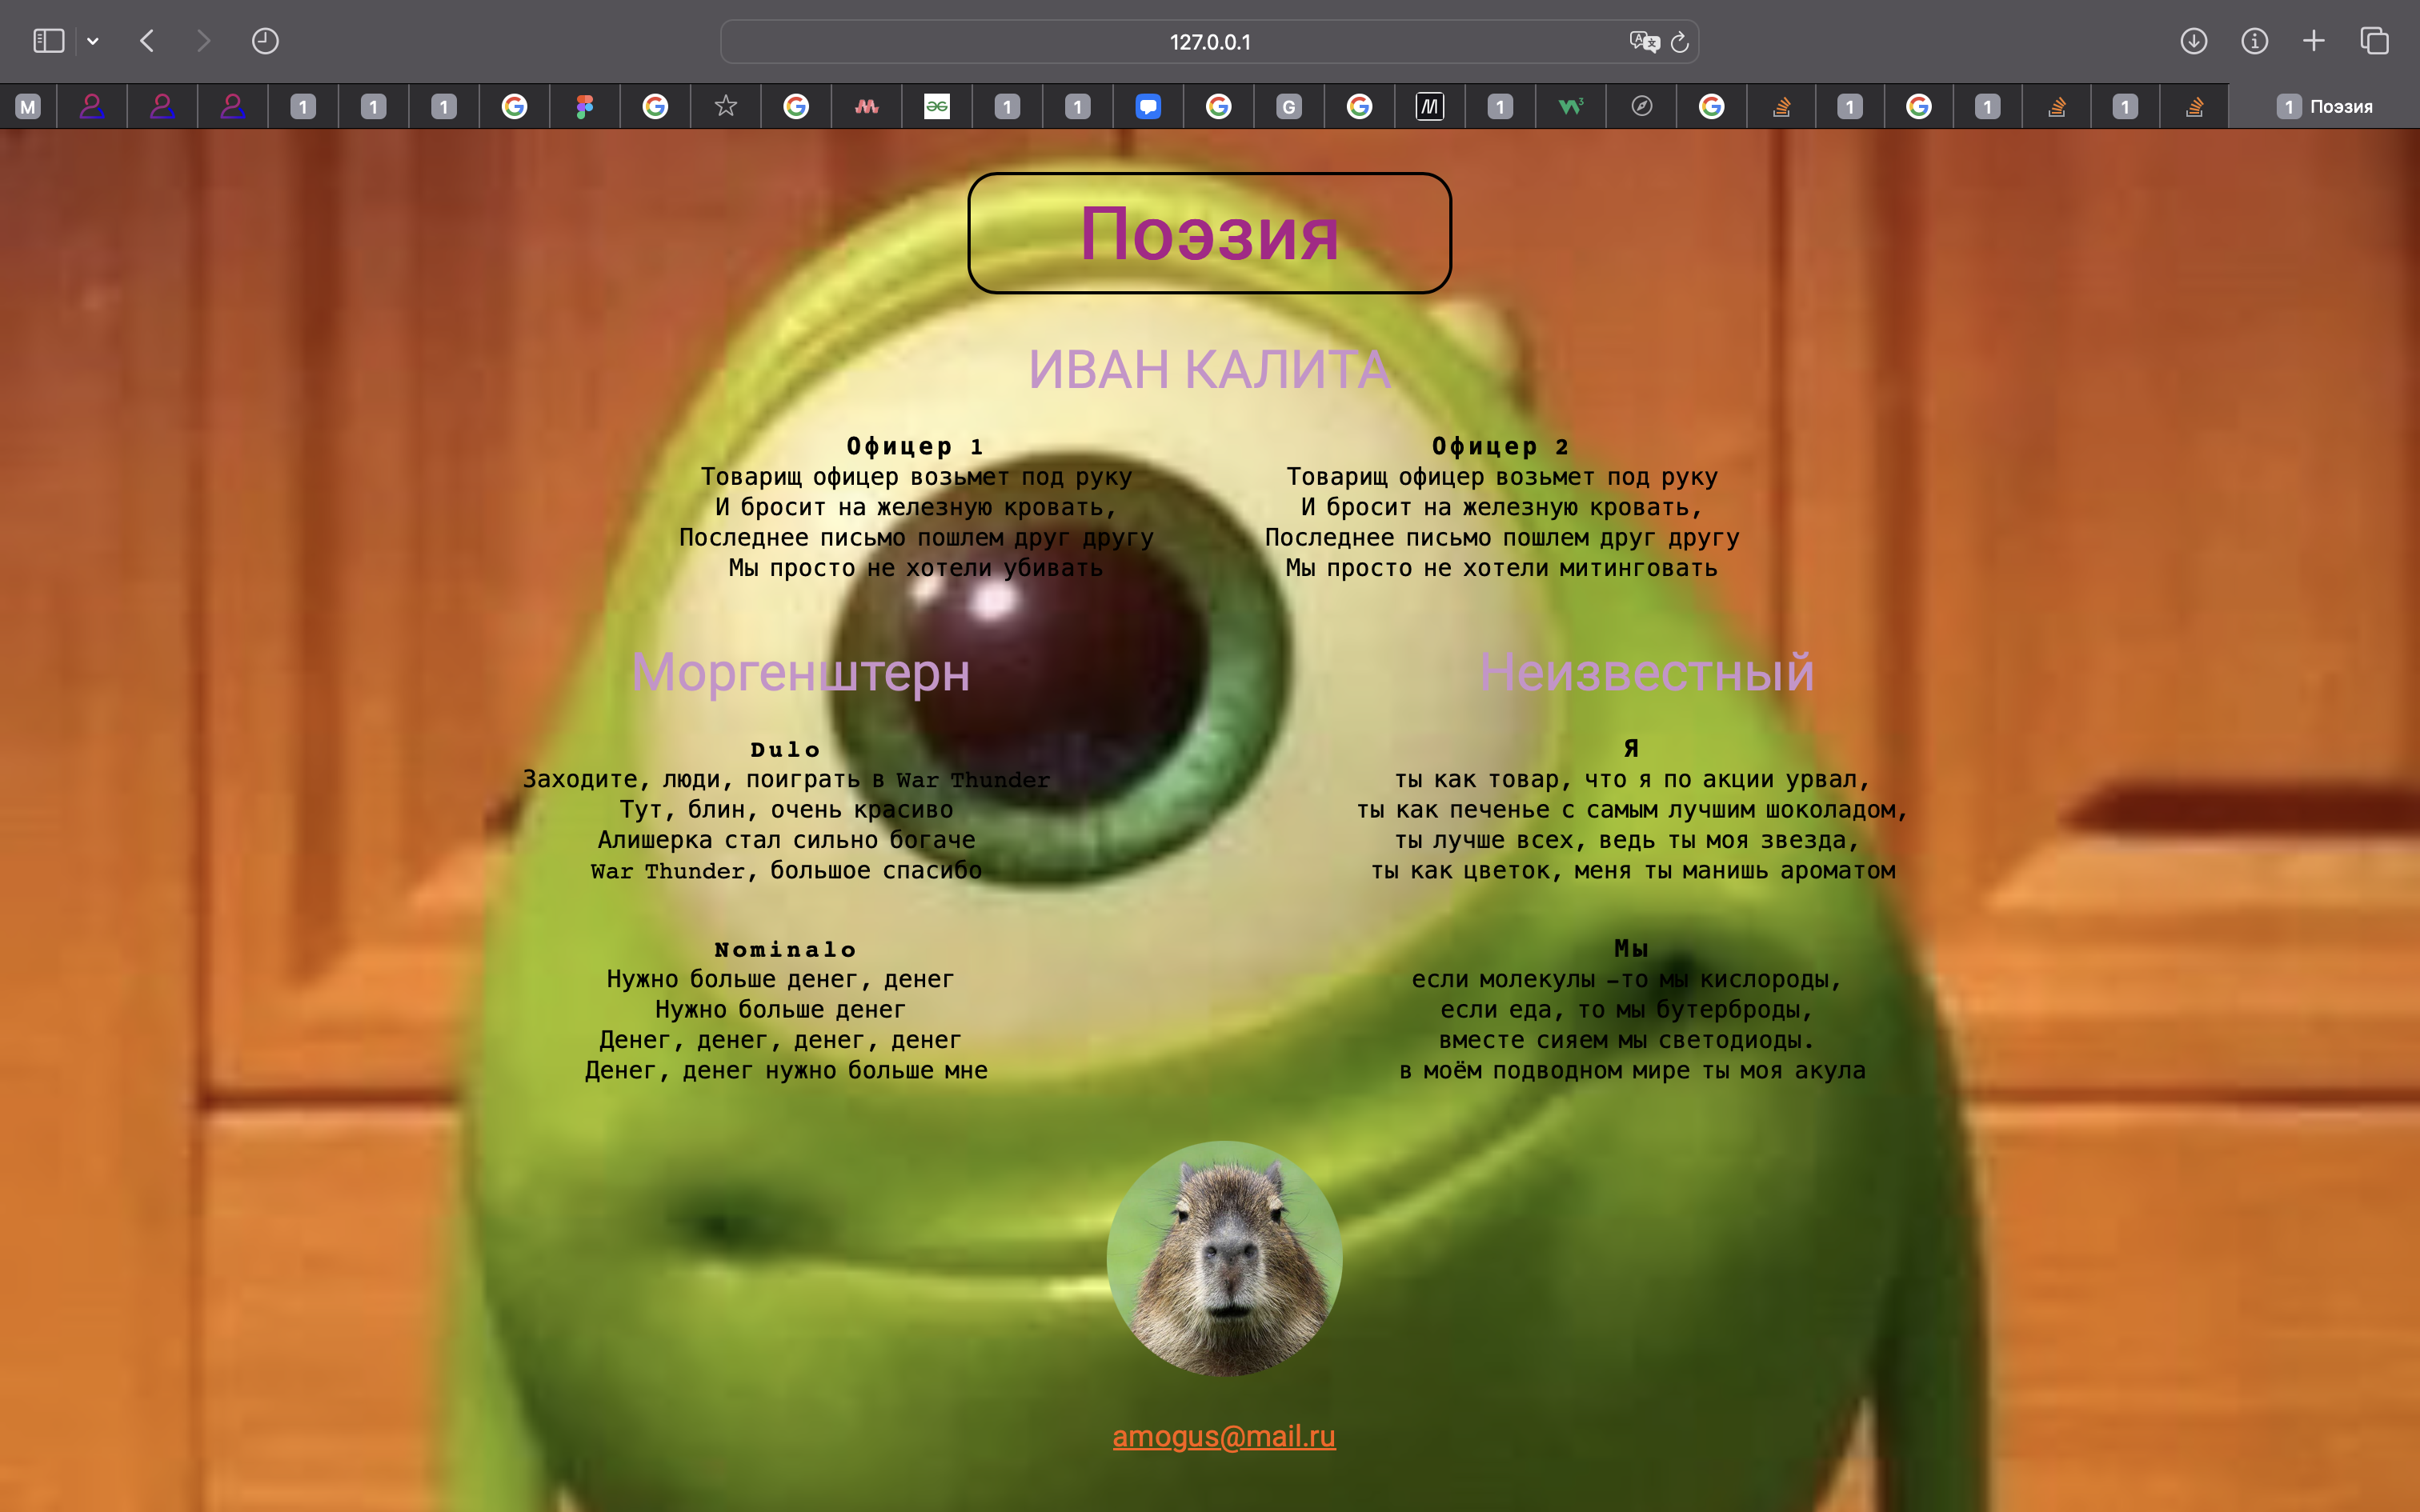 127.0.0.1
M
1
1
1
1
1
G
1
1
1
1
1 Поэзия
Поэзия
ИВАН КАЛИТА
Офицер 1
Товарищ офицер возьмет под руку
И бросит на железную кровать,
Последнее письмо пошлем друг другу
Мы просто не хотели убивать
Офицер 2
Товарищ офицер возьмет под руку
И бросит на железную кровать,
Последнее письмо пошлем друг другу
Мы просто не хотели митинговать
Моргенштерн
Dulo
Заходите, люди, поиграть в War Thunder
Тут, блин, очень красиво
Алишерка стал сильно богаче
War Thunder, большое спасибо
Nominalo
Нужно больше денег, денег
Нужно больше денег
Денег, денег, денег, денег
Денег, денег нужно больше мне
Неизвестный
Я
ты как товар, что я по акции урвал,
ты как печенье с самым лучшим шоколадом,
ты лучше всех, ведь ты моя звезда,
ты как цветок, меня ты манишь ароматом
Мы
если молекулы –то мы кислороды,
если еда, то мы бутерброды,
вместе сияем мы светодиоды.
в моём подводном мире ты моя акула
amogus@mail.ru